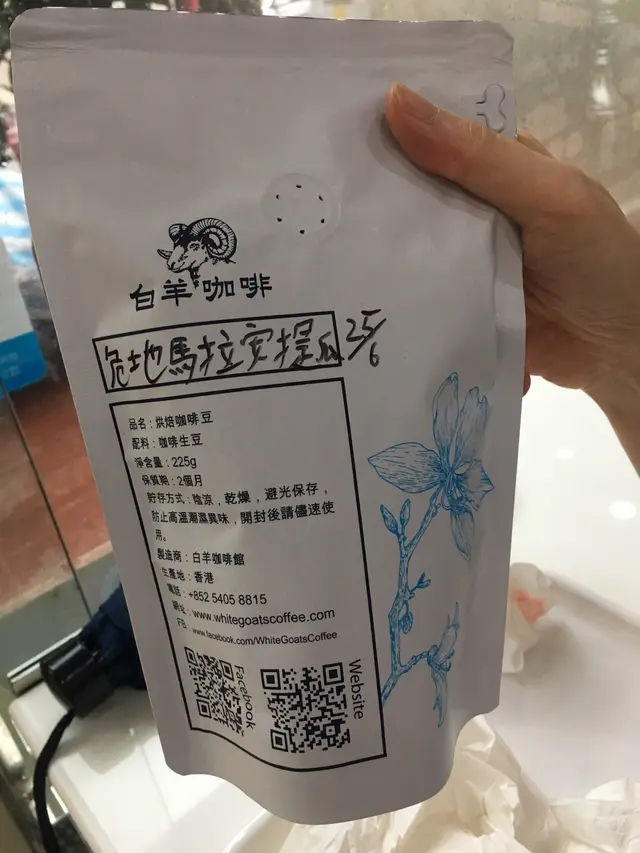 白羊咖啡
危地馬拉安提瓜 25/6
品名:烘焙咖啡豆
配料:咖啡生豆
淨含量:225g
保質期:2個月
貯存方式:陰涼,乾燥,避光保存,
防止高溫潮濕異味,開封後請儘速使
用。
製造商:白羊咖啡館
生產地:香港
電話:+852 5405 8815
網址:www.whitegoatscoffee.com
FB:www.facebook.com/WhiteGoatsCoffee
Facebook
Website